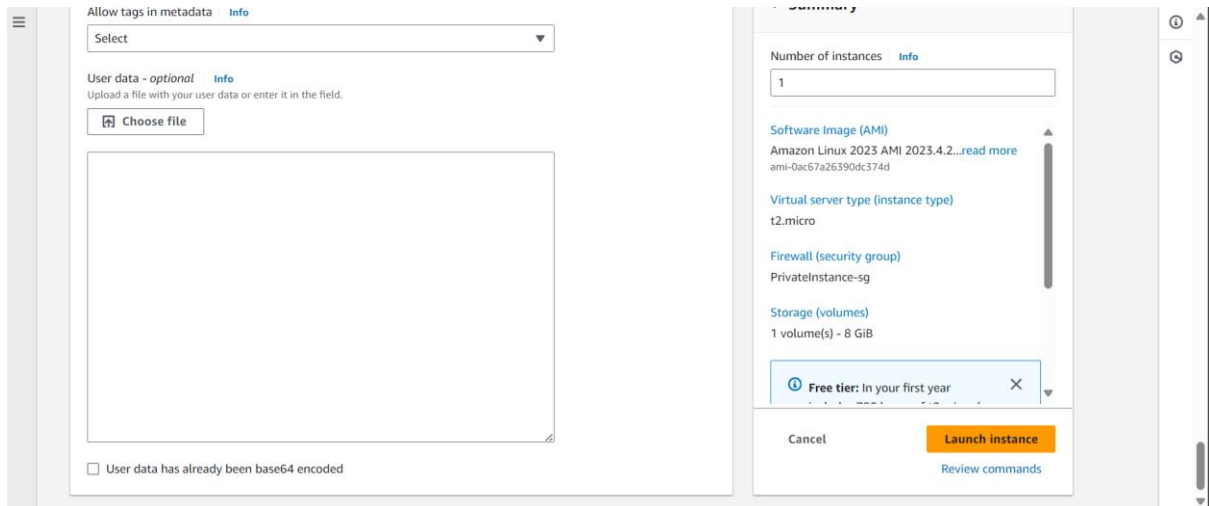 Allow tags in metadata Info
Select
User data - optional Info
Upload a file with your user data or enter it in the field.
Choose file
User data has already been base64 encoded
Summary
Number of instances Info
1
Software Image (AMI)
Amazon Linux 2023 AMI 2023.4.2...read more
ami-0ac67a26390dc374d
Virtual server type (instance type)
t2.micro
Firewall (security group)
PrivateInstance-sg
Storage (volumes)
1 volume(s) - 8 GiB
Free tier: In your first year
Cancel
Launch instance
Review commands